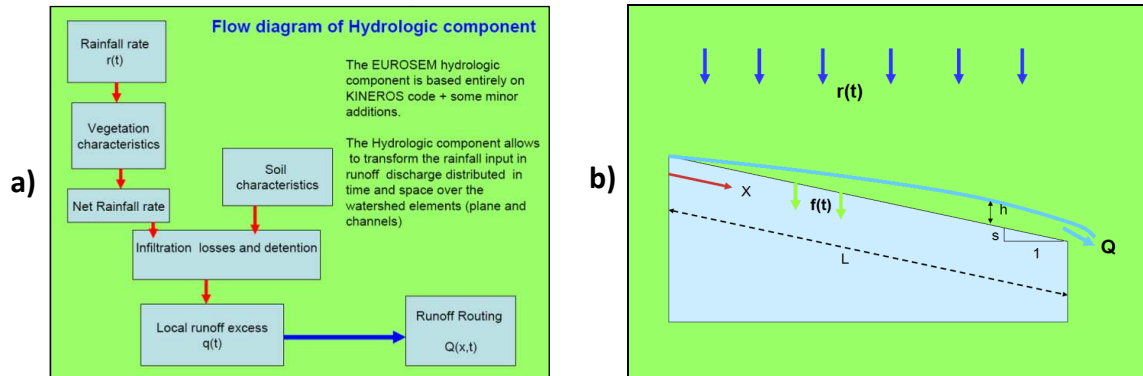 a)
Flow diagram of Hydrologic component
Rainfall rate
r(t)
The EUROSEM hydrologic
component is based entirely on
KINEROS code + some minor
additions.
Vegetation
characteristics
The Hydrologic component allows
to transform the rainfall input in
runoff discharge distributed in
time and space over the
watershed elements (plane and
channels)
Soil
characteristics
Net Rainfall rate
Infiltration losses and detention
Local runoff excess
q(t)
Runoff Routing
Q(x,t)
b)
r(t)
X
f(t)
h
s
1
Q
L